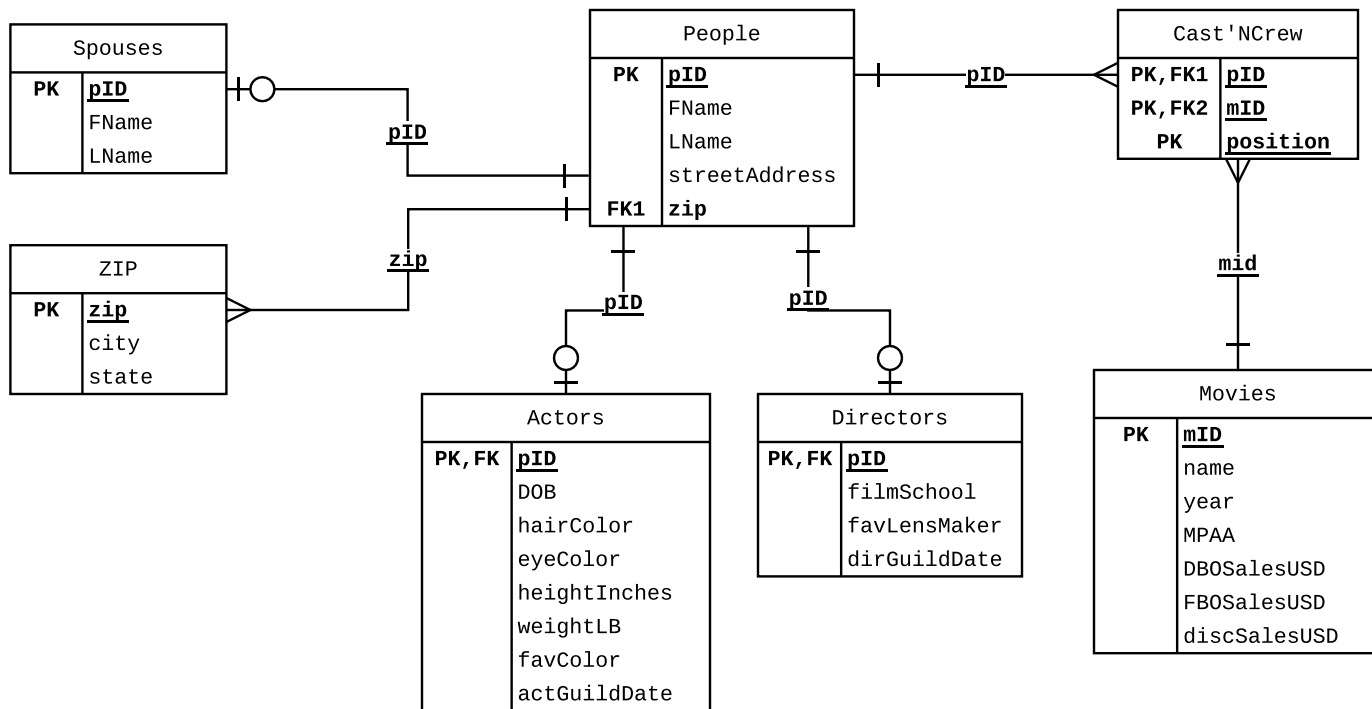 Spouses
PK pID
FName
LName
pID
People
PK pID
FName
LName
streetAddress
FK1 zip
pID
Cast'NCrew
PK,FK1 pID
PK,FK2 mID
PK position
ZIP
PK zip
city
state
zip
pID
pID
mid
Actors
PK,FK pID
DOB
hairColor
eyeColor
heightInches
weightLB
favColor
actGuildDate
Directors
PK,FK pID
filmSchool
favLensMaker
dirGuildDate
Movies
PK mID
name
year
MPAA
DBOSalesUSD
FBOSalesUSD
discSalesUSD